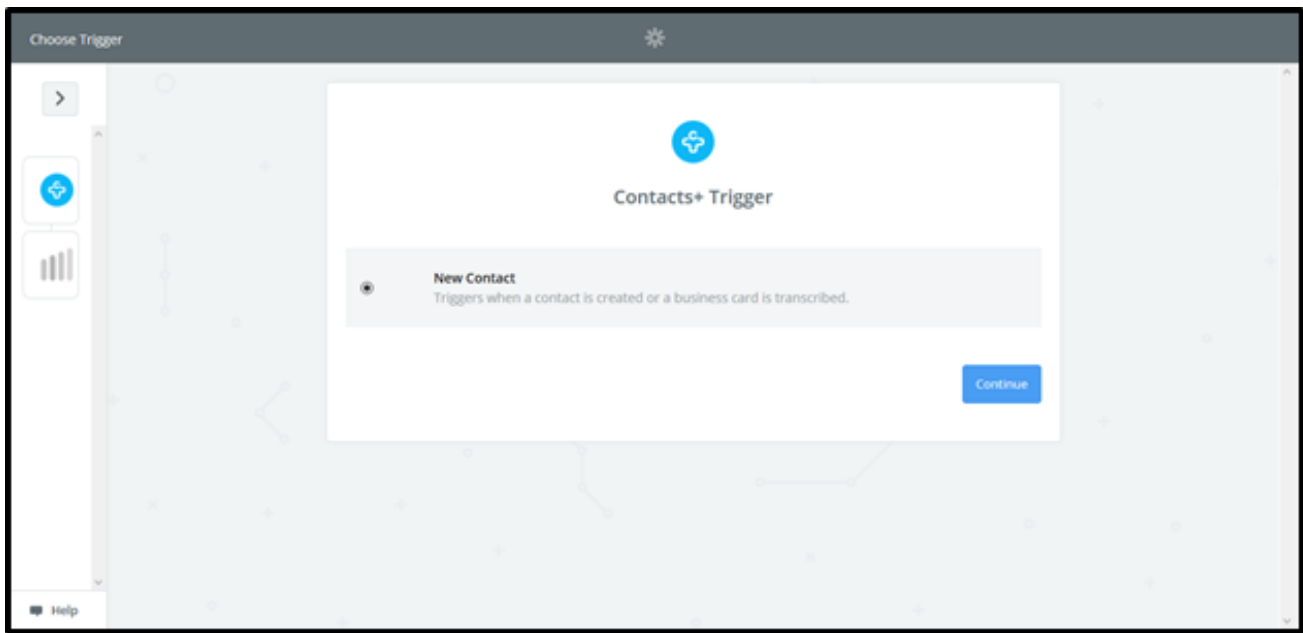 Choose Trigger
Contacts+ Trigger
New Contact
Triggers when a contact is created or a business card is transcribed.
Continue
Help